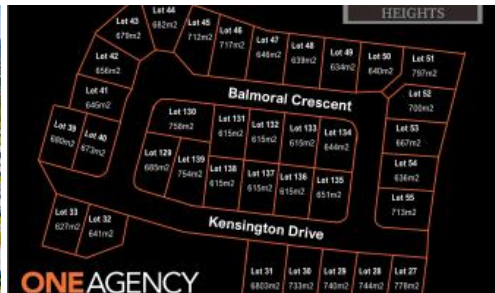 HEIGHTS
Lot 44
682m2
Lot 43
679m2
Lot 45
712m2
Lot 46
717m2
Lot 47
646m2
Lot 48
639m2
Lot 49
634m2
Lot 50
640m2
Lot 51
797m2
Lot 42
656m2
Lot 41
645m2
Lot 39
680m2
Lot 40
673m2
Balmoral Crescent
Lot 52
700m2
Lot 53
667m2
Lot 54
636m2
Lot 55
713m2
Lot 130
758m2
Lot 131
615m2
Lot 132
615m2
Lot 133
615m2
Lot 134
644m2
Lot 129
685m2
Lot 139
754m2
Lot 138
615m2
Lot 137
615m2
Lot 136
615m2
Lot 135
651m2
Lot 33
627m2
Lot 32
641m2
Kensington Drive
Lot 31
6803m2
Lot 30
733m2
Lot 29
740m2
Lot 28
744m2
Lot 27
778m2
ONEAGENCY